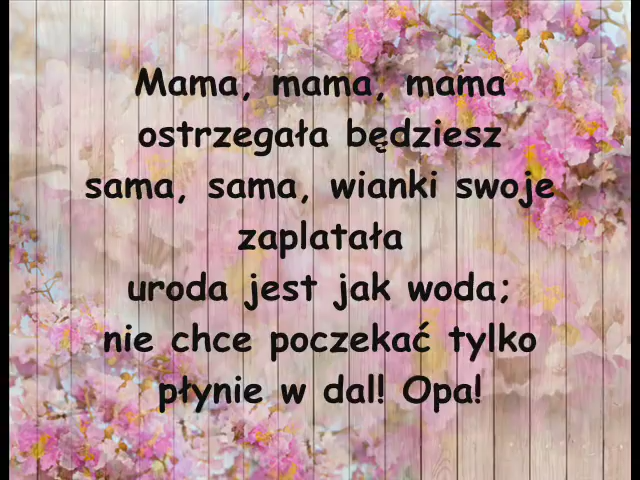 Mama, mama, mama
ostrzegała będziesz
sama, sama, wianki swoje
zaplatała
uroda jest jak woda;
nie chce poczekać tylko
płynie w dal! Opa!